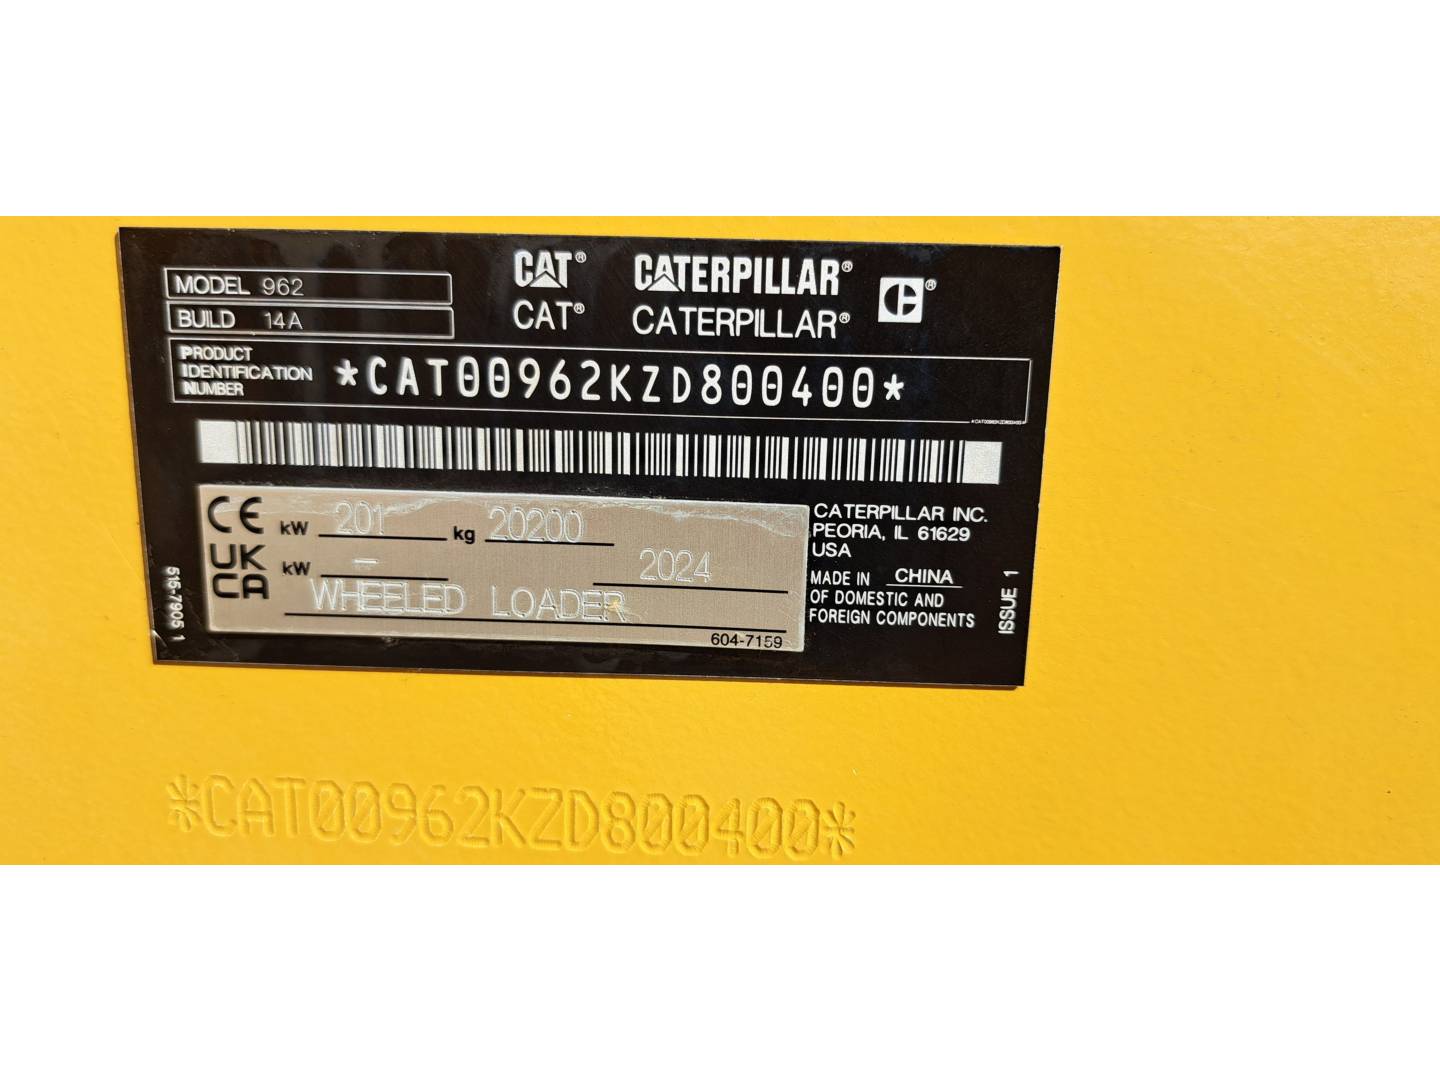 MODEL 962
BUILD 14A
CAT® CATERPILLAR® C®
CAT® CATERPILLAR®
PRODUCT IDENTIFICATION NUMBER *CAT00962KZD800400*
*CAT00962KZD800400*
CE kW 201 kg 20200
UK CA kW - 2024
WHEELED LOADER
604-7159
CATERPILLAR INC.
PEORIA, IL 61629
USA
MADE IN CHINA
OF DOMESTIC AND
FOREIGN COMPONENTS
515-7905 1
ISSUE 1
*CAT00962KZD800400*